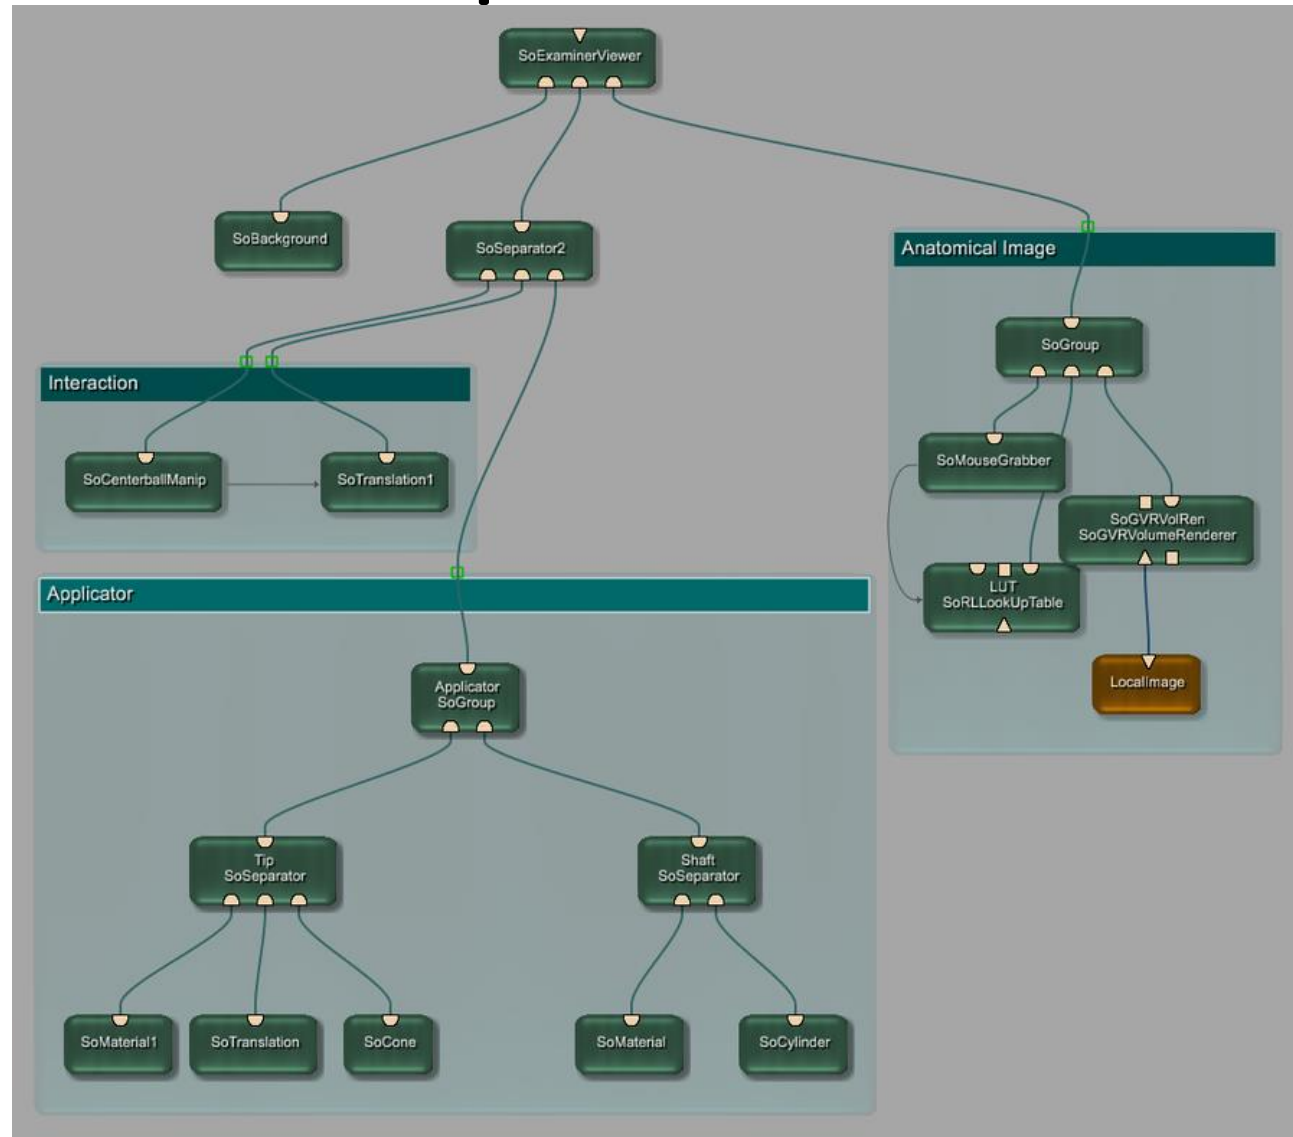 SoExaminerViewer
SoBackground
SoSeparator2
Anatomical Image
SoGroup
Interaction
SoCenterballManip
SoTranslation1
SoMouseGrabber
SoGVRVolRen
SoGVRVolumeRenderer
LUT
SoRLLookUpTable
LocalImage
Applicator
Applicator
SoGroup
Tip
SoSeparator
Shaft
SoSeparator
SoMaterial1
SoTranslation
SoCone
SoMaterial
SoCylinder